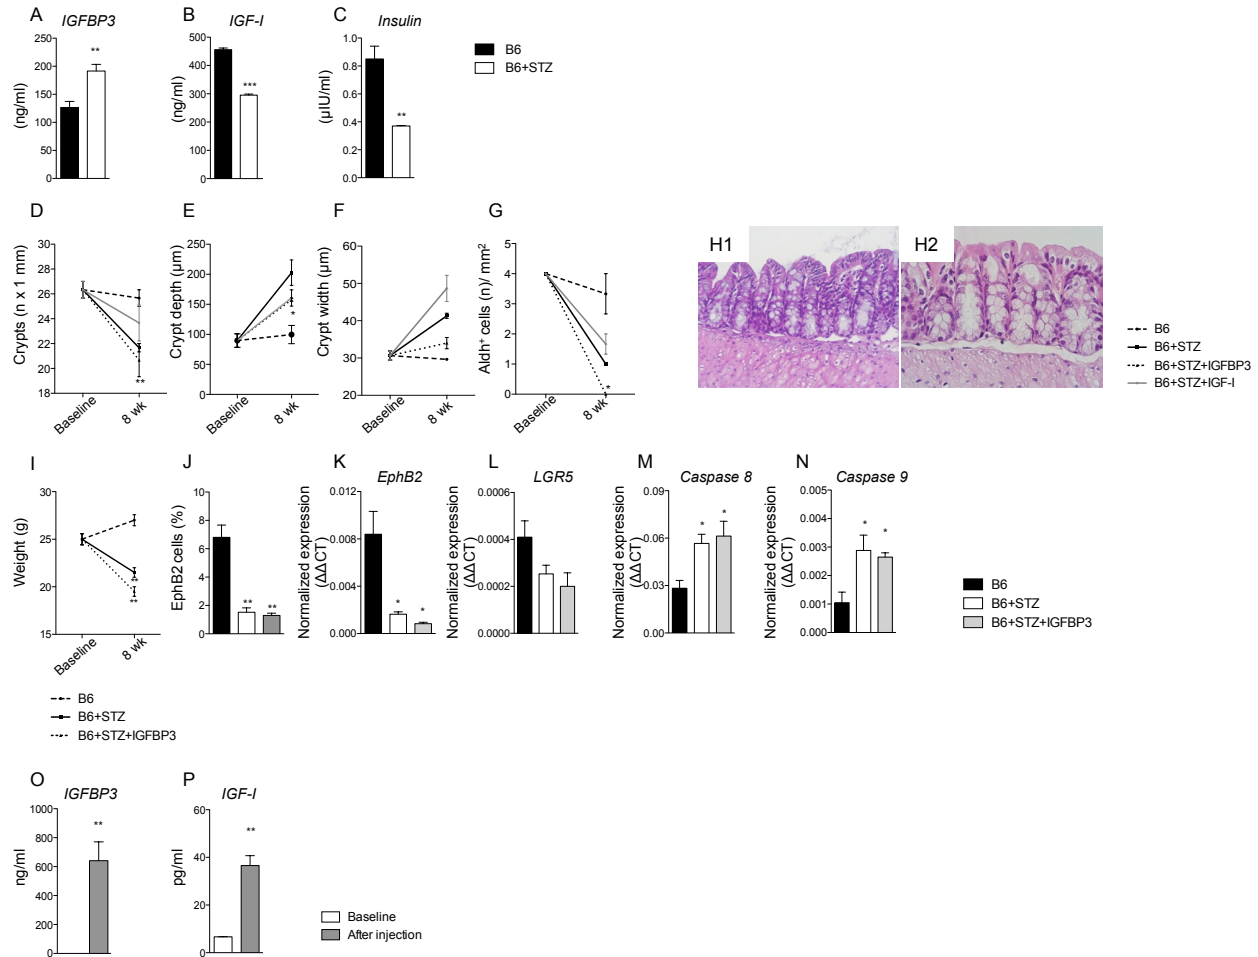 A
IGFBP3
(ng/ml)
250
200
150
100
50
0
**
B
IGF-I
(ng/ml)
500
400
300
200
100
0
***
C
Insulin
(µIU/ml)
1.0
0.8
0.6
0.4
0.2
0.0
**
B6
B6+STZ
D
Crypts (n x 1 mm)
30
28
26
24
22
20
18
**
Baseline
8 wk
E
Crypt depth (µm)
250
200
150
100
50
0
*
Baseline
8 wk
F
Crypt width (µm)
60
50
40
30
20
Baseline
8 wk
G
Aldh+ cells (n)/ mm2
5
4
3
2
1
0
*
Baseline
8 wk
H1
H2
B6
B6+STZ
B6+STZ+IGFBP3
B6+STZ+IGF-I
I
Weight (g)
30
25
20
15
**
**
Baseline
8 wk
B6
B6+STZ
B6+STZ+IGFBP3
J
EphB2 cells (%)
10
8
6
4
2
0
**
**
K
EphB2
Normalized expression
(ΔΔCT)
0.012
0.008
0.004
0.000
*
*
L
LGR5
Normalized expression
(ΔΔCT)
0.0006
0.0004
0.0002
0.0000
M
Caspase 8
Normalized expression
(ΔΔCT)
0.09
0.06
0.03
0.00
*
*
N
Caspase 9
Normalized expression
(ΔΔCT)
0.005
0.004
0.003
0.002
0.001
0.000
*
*
B6
B6+STZ
B6+STZ+IGFBP3
O
IGFBP3
ng/ml
1000
800
600
400
200
0
**
P
IGF-I
pg/ml
60
40
20
0
**
Baseline
After injection